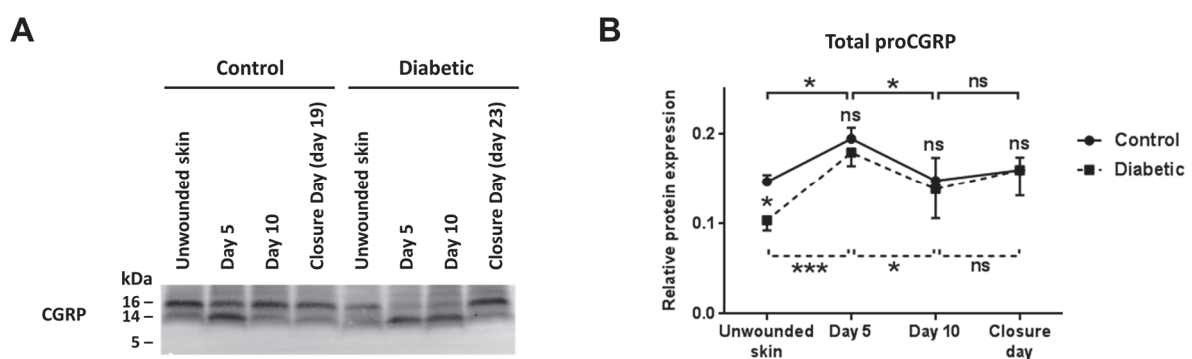 A
Control Diabetic
Unwounded skin
Day 5
Day 10
Closure Day (day 19)
Unwounded skin
Day 5
Day 10
Closure Day (day 23)
kDa
16 –
CGRP 14 –
5 –
B
Total proCGRP
* * ns
ns
ns ns
*
*** * ns
Relative protein expression
0.2
0.1
0.0
Unwounded skin
Day 5
Day 10
Closure day
Control
Diabetic